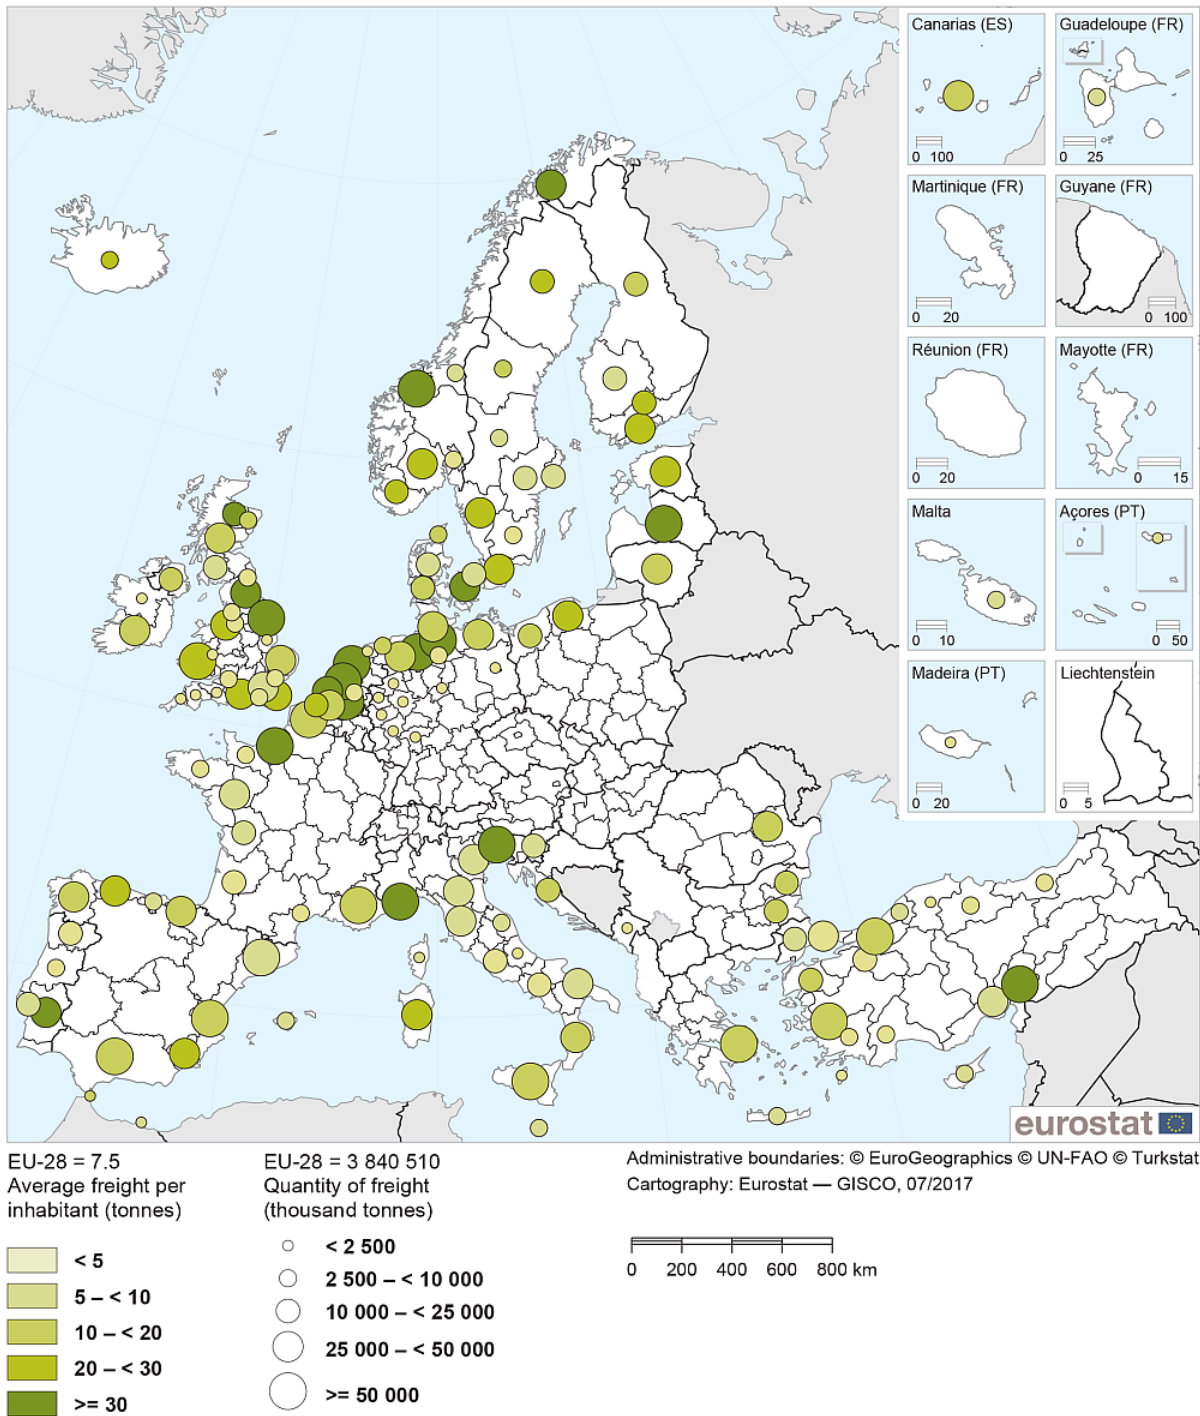 Canarias (ES)
0 100
Guadeloupe (FR)
0 25
Martinique (FR)
0 20
Guyane (FR)
0 100
Réunion (FR)
0 20
Mayotte (FR)
0 15
Malta
0 10
Açores (PT)
0 50
Madeira (PT)
0 20
Liechtenstein
0 5
eurostat
EU-28 = 7.5
Average freight per
inhabitant (tonnes)
< 5
5 – < 10
10 – < 20
20 – < 30
>= 30
EU-28 = 3 840 510
Quantity of freight
(thousand tonnes)
< 2 500
2 500 – < 10 000
10 000 – < 25 000
25 000 – < 50 000
>= 50 000
Administrative boundaries: © EuroGeographics © UN-FAO © Turkstat
Cartography: Eurostat — GISCO, 07/2017
0 200 400 600 800 km